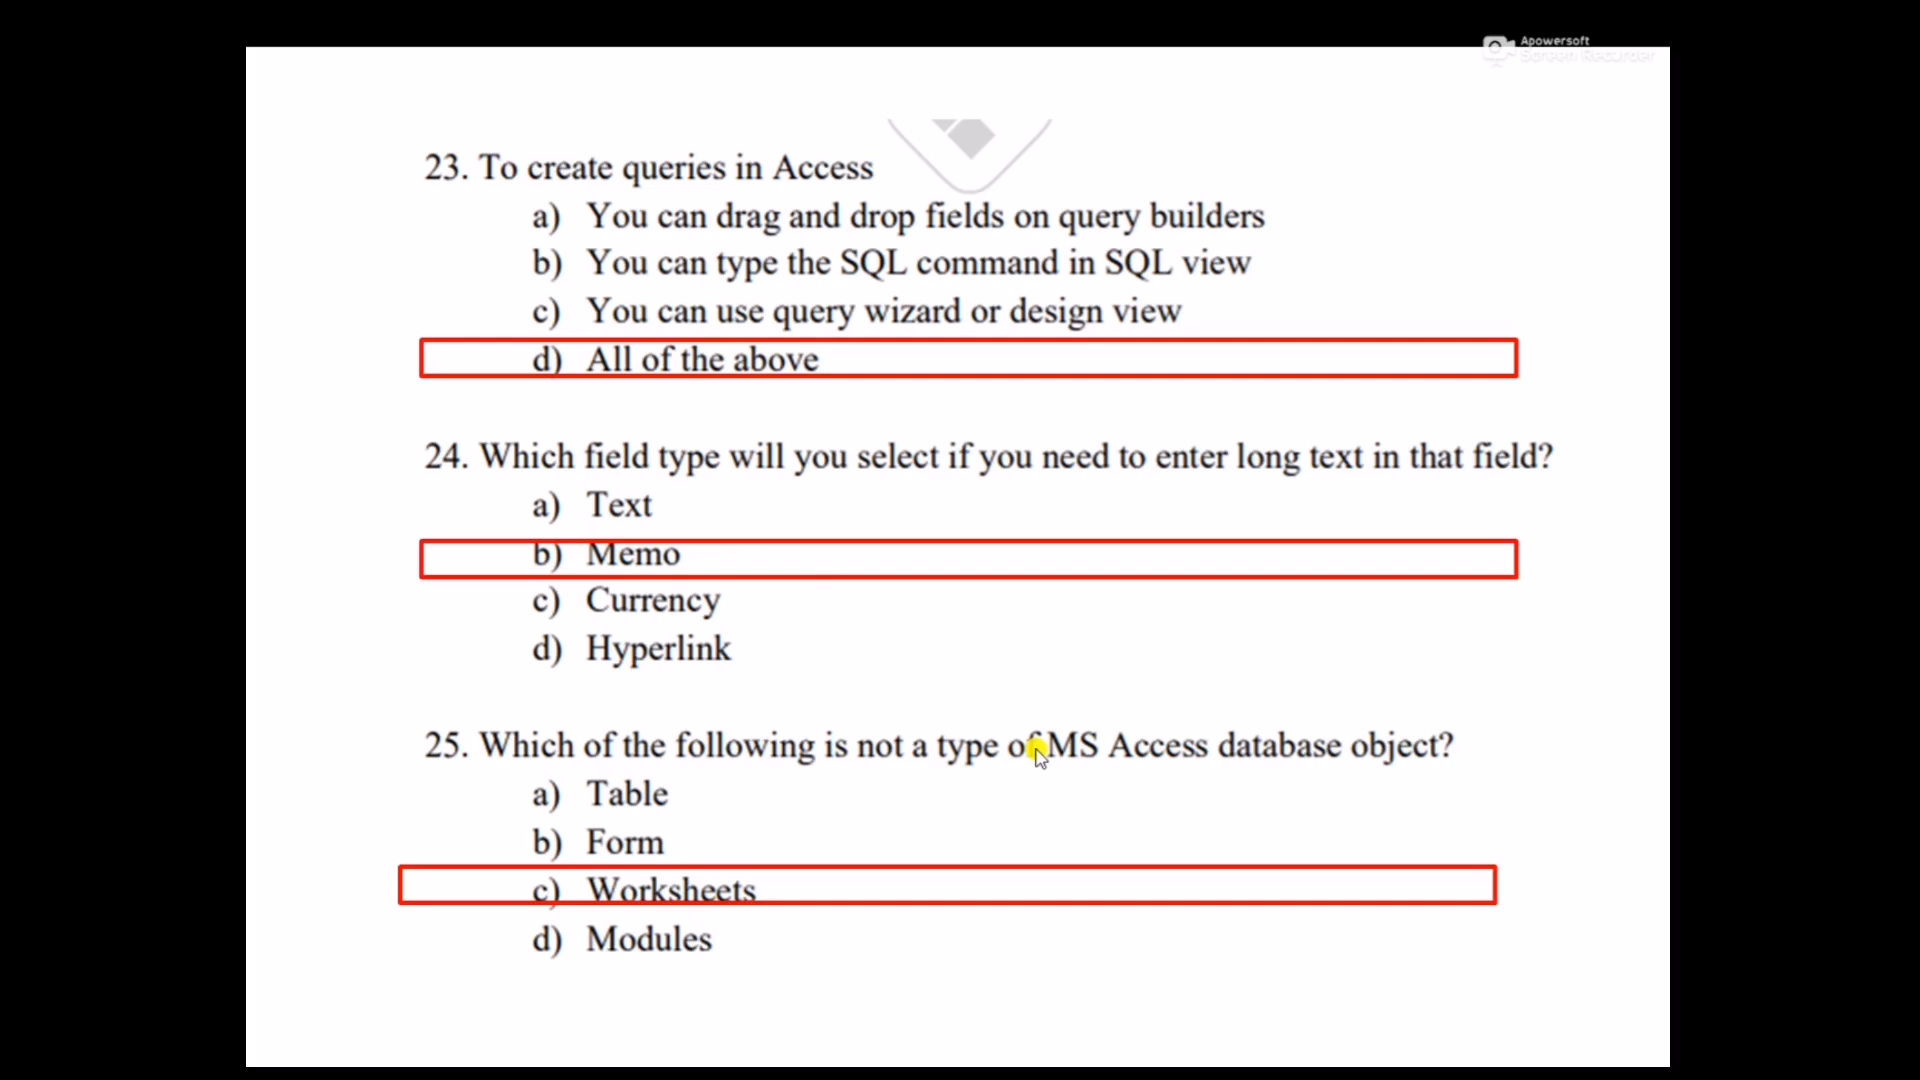 Apowersoft
Screen Recorder
23. To create queries in Access
a) You can drag and drop fields on query builders
b) You can type the SQL command in SQL view
c) You can use query wizard or design view
d) All of the above
24. Which field type will you select if you need to enter long text in that field?
a) Text
b) Memo
c) Currency
d) Hyperlink
25. Which of the following is not a type of MS Access database object?
a) Table
b) Form
c) Worksheets
d) Modules